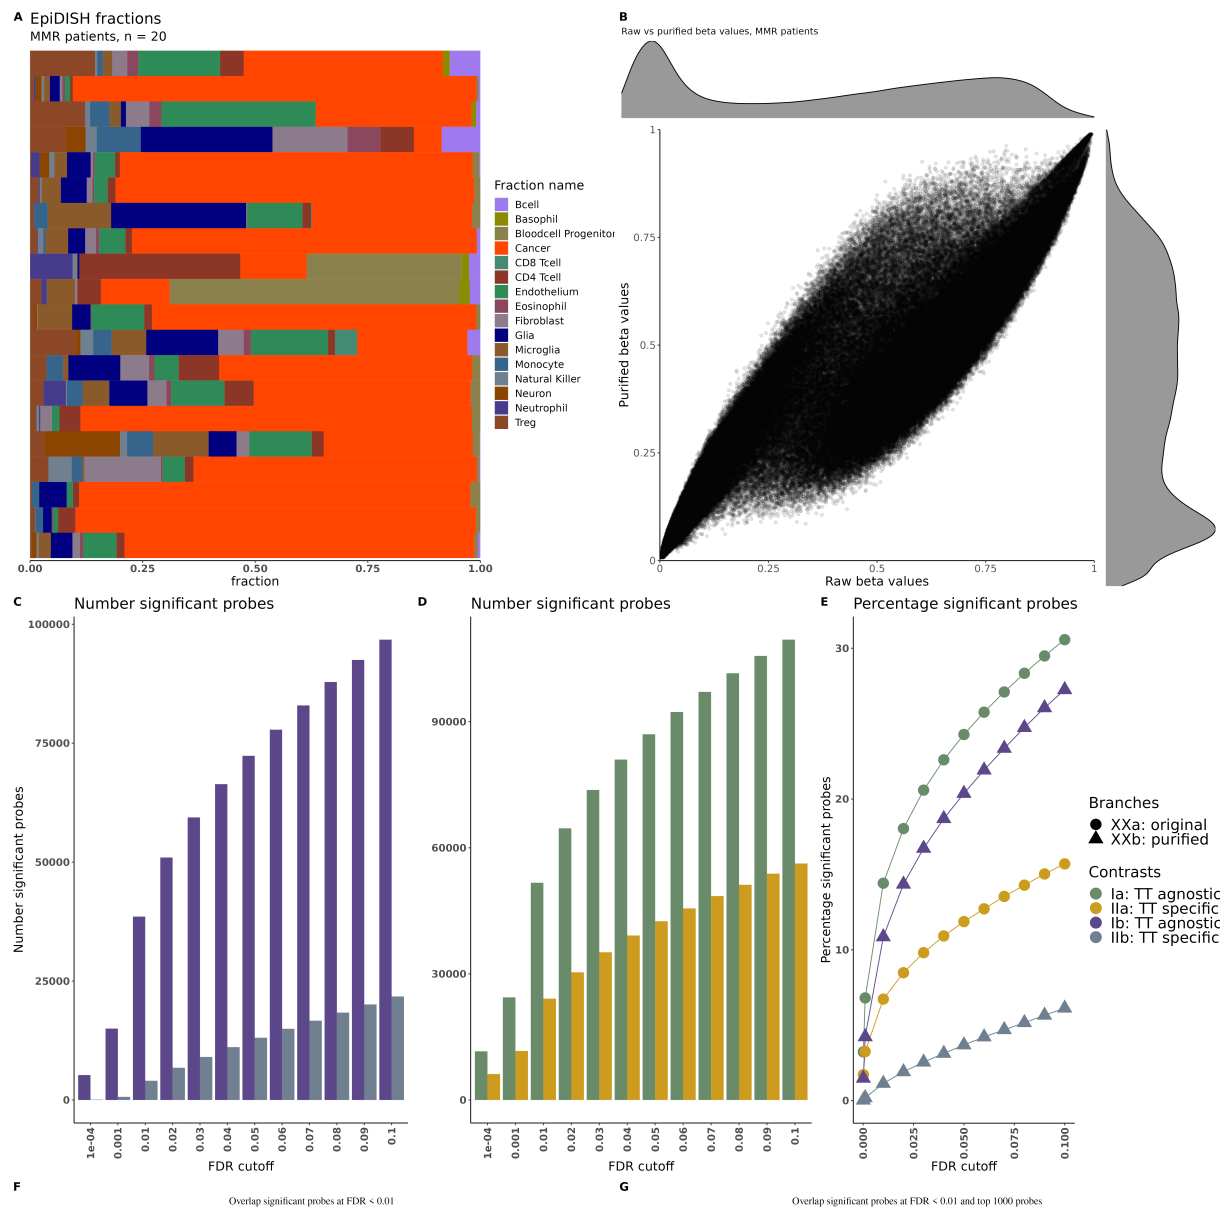 A
EpiDISH fractions
MMR patients, n = 20
0.00
0.25
0.50
0.75
1.00
fraction
Fraction name
Bcell
Basophil
Bloodcell Progenitor
Cancer
CD8 Tcell
CD4 Tcell
Endothelium
Eosinophil
Fibroblast
Glia
Microglia
Monocyte
Natural Killer
Neuron
Neutrophil
Treg
B
Raw vs purified beta values, MMR patients
Purified beta values
1
0.75
0.5
0.25
0
0
0.25
0.5
0.75
1
Raw beta values
C
Number significant probes
Number significant probes
100000
75000
50000
25000
0
1e-04
0.001
0.01
0.02
0.03
0.04
0.05
0.06
0.07
0.08
0.09
0.1
FDR cutoff
D
Number significant probes
90000
60000
30000
0
1e-04
0.001
0.01
0.02
0.03
0.04
0.05
0.06
0.07
0.08
0.09
0.1
FDR cutoff
E
Percentage significant probes
Percentage significant probes
30
20
10
0
0.000
0.025
0.050
0.075
0.100
FDR cutoff
Branches
XXa: original
XXb: purified
Contrasts
Ia: TT agnostic
IIa: TT specific
Ib: TT agnostic
IIb: TT specific
F
Overlap significant probes at FDR < 0.01
G
Overlap significant probes at FDR < 0.01 and top 1000 probes